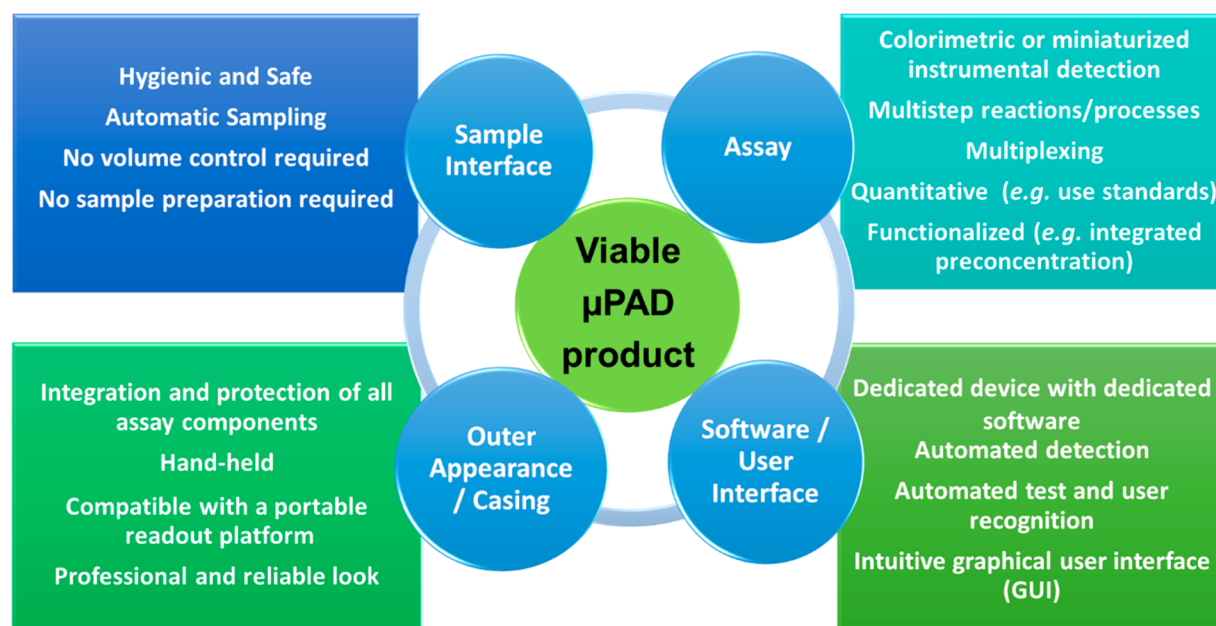 Hygienic and Safe
Automatic Sampling
No volume control required
No sample preparation required
Sample
Interface
Assay
Colorimetric or miniaturized
instrumental detection
Multistep reactions/processes
Multiplexing
Quantitative (e.g. use standards)
Functionalized (e.g. integrated
preconcentration)
Viable
µPAD
product
Integration and protection of all
assay components
Hand-held
Compatible with a portable
readout platform
Professional and reliable look
Outer
Appearance
/ Casing
Software /
User
Interface
Dedicated device with dedicated
software
Automated detection
Automated test and user
recognition
Intuitive graphical user interface
(GUI)